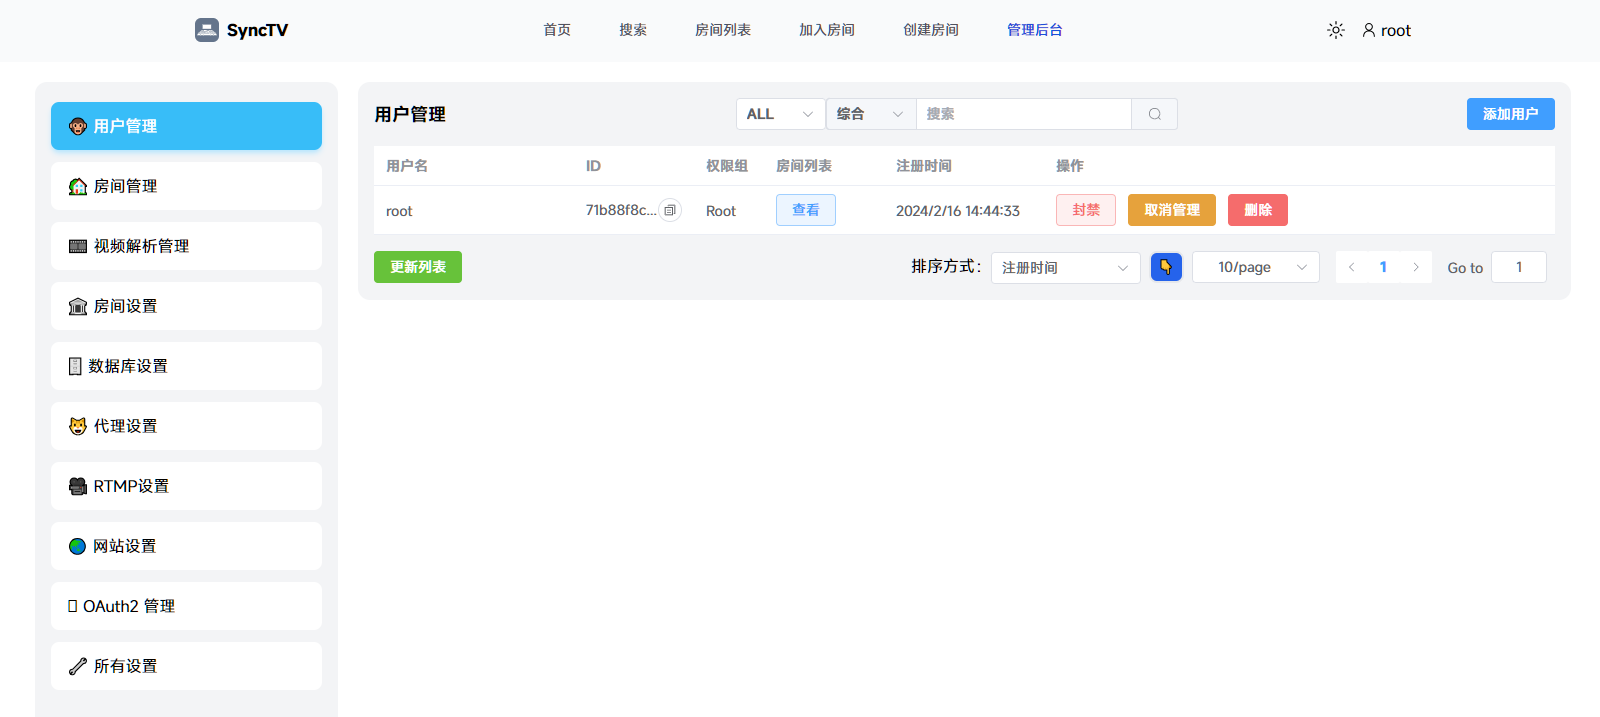 SyncTV 首页 搜索 房间列表 加入房间 创建房间 管理后台 root
用户管理
房间管理
视频解析管理
房间设置
数据库设置
代理设置
RTMP设置
网站设置
OAuth2 管理
所有设置
用户管理 ALL 综合 搜索 添加用户
用户名 ID 权限组 房间列表 注册时间 操作
root 71b88f8c... Root 查看 2024/2/16 14:44:33 封禁 取消管理 删除
更新列表 排序方式： 注册时间 10/page 1 Go to 1